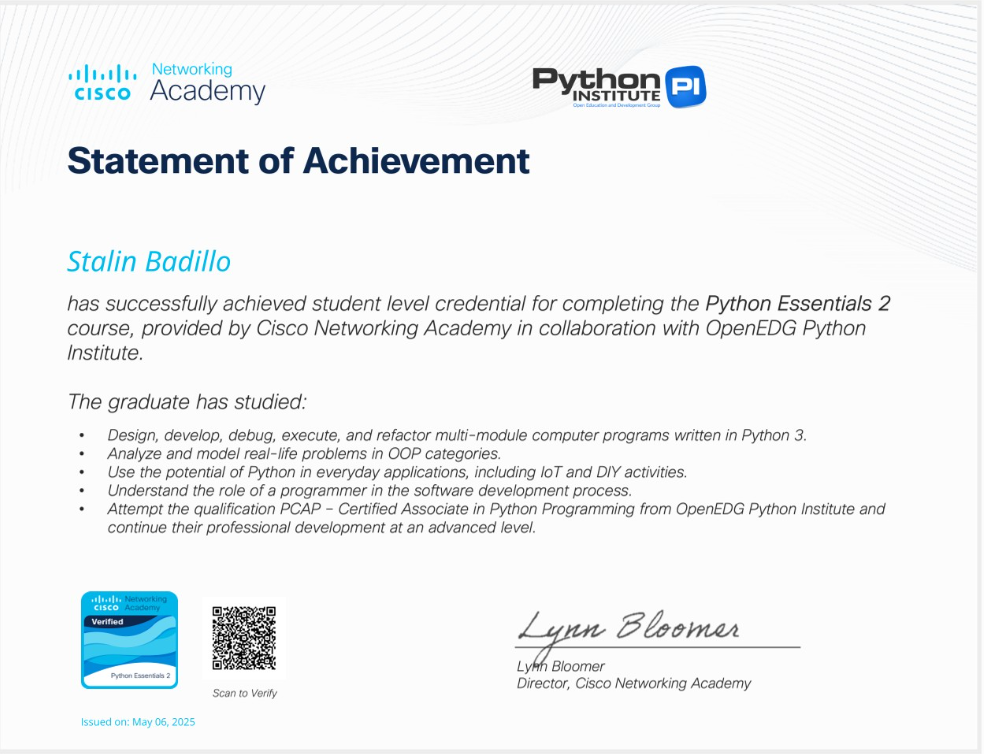 Networking
CISCO Academy
Python
INSTITUTE
Open Education and Development Group
PI
Statement of Achievement
Stalin Badillo
has successfully achieved student level credential for completing the Python Essentials 2
course, provided by Cisco Networking Academy in collaboration with OpenEDG Python
Institute.
The graduate has studied:
• Design, develop, debug, execute, and refactor multi-module computer programs written in Python 3.
• Analyze and model real-life problems in OOP categories.
• Use the potential of Python in everyday applications, including IoT and DIY activities.
• Understand the role of a programmer in the software development process.
• Attempt the qualification PCAP – Certified Associate in Python Programming from OpenEDG Python Institute and
continue their professional development at an advanced level.
Networking
CISCO Academy
Verified
Python Essentials 2
Scan to Verify
Lynn Bloomer
Lynn Bloomer
Director, Cisco Networking Academy
Issued on: May 06, 2025